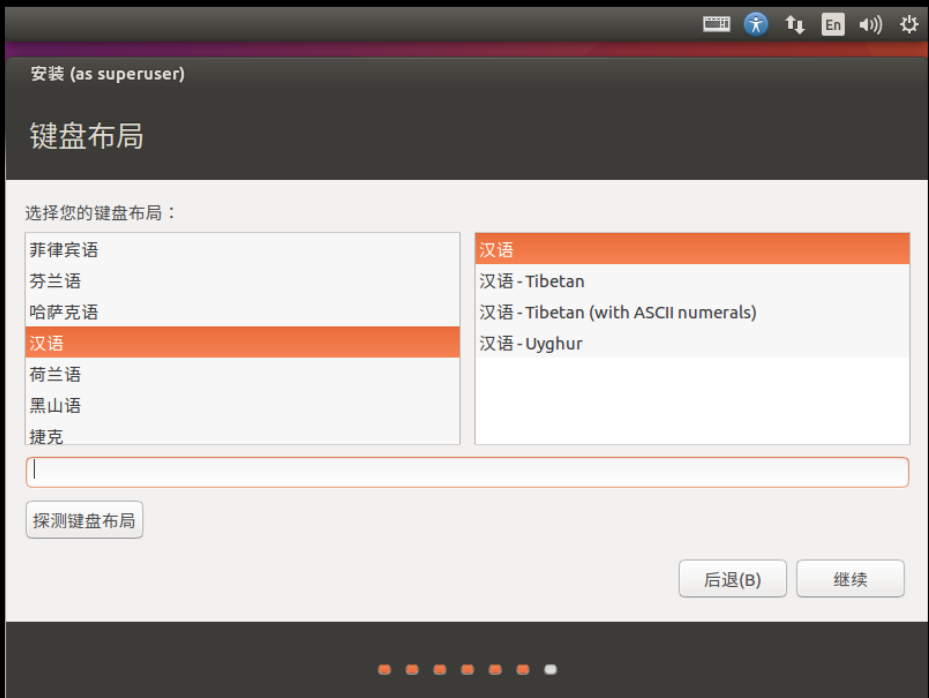 En
安装 (as superuser)
键盘布局
选择您的键盘布局：
菲律宾语
芬兰语
哈萨克语
汉语
荷兰语
黑山语
捷克
汉语
汉语 - Tibetan
汉语 - Tibetan (with ASCII numerals)
汉语 - Uyghur
探测键盘布局
后退(B)
继续